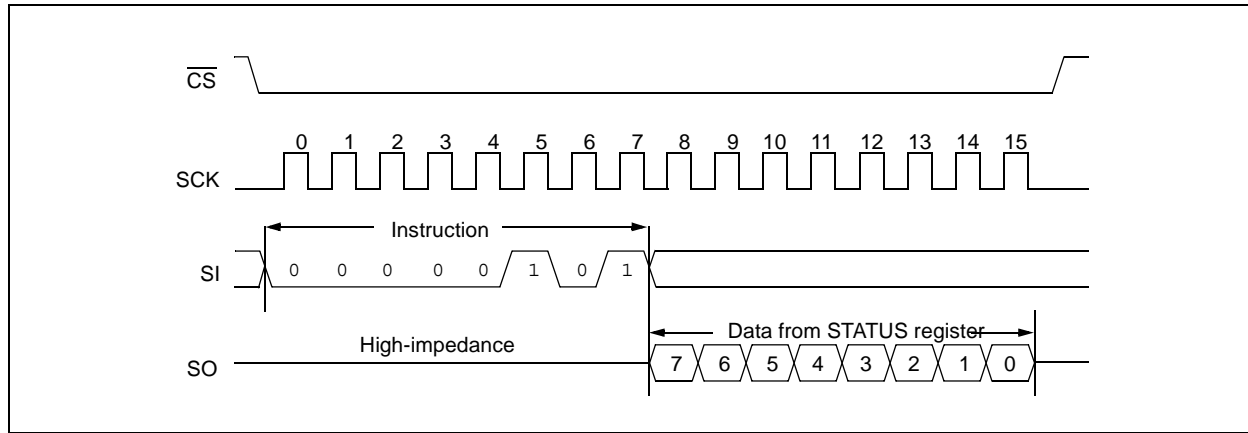 CS
0 1 2 3 4 5 6 7 8 9 10 11 12 13 14 15
SCK
Instruction
SI 0 0 0 0 0 1 0 1
Data from STATUS register
High-impedance
SO 7 6 5 4 3 2 1 0